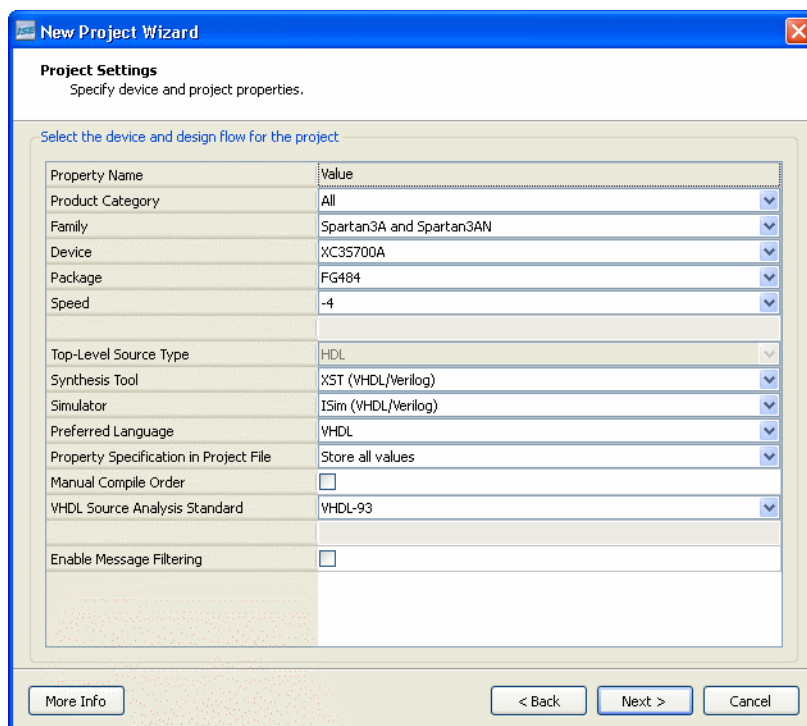 ISE New Project Wizard
Project Settings
Specify device and project properties.
Select the device and design flow for the project
Property Name Value
Product Category All
Family Spartan3A and Spartan3AN
Device XC3S700A
Package FG484
Speed -4
Top-Level Source Type HDL
Synthesis Tool XST (VHDL/Verilog)
Simulator ISim (VHDL/Verilog)
Preferred Language VHDL
Property Specification in Project File Store all values
Manual Compile Order
VHDL Source Analysis Standard VHDL-93
Enable Message Filtering
More Info < Back Next > Cancel